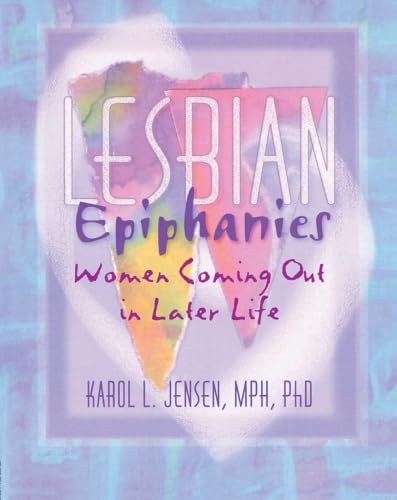 LESBIAN
Epiphanies
Women Coming Out
in Later Life
KAROL L. JENSEN, MPH, PhD